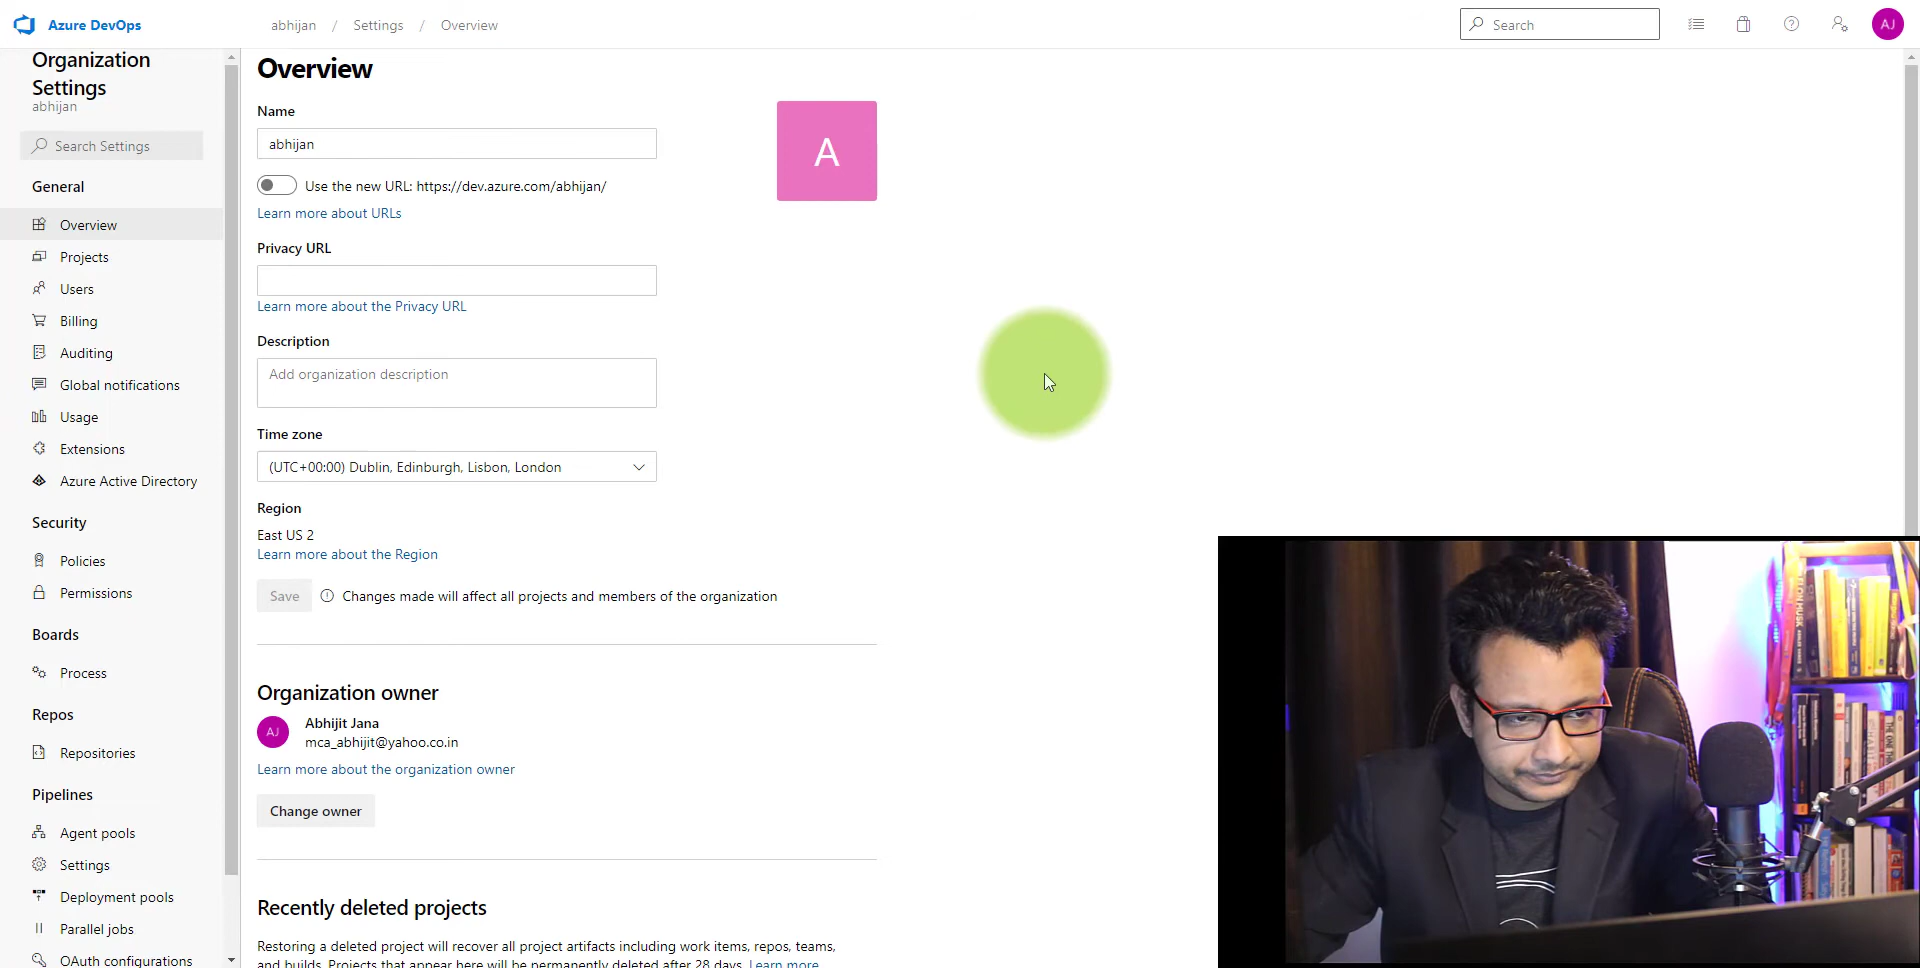 Azure DevOps
abhijan / Settings / Overview
Search
AJ
Organization
Settings
abhijan
Search Settings
General
Overview
Projects
Users
Billing
Auditing
Global notifications
Usage
Extensions
Azure Active Directory
Security
Policies
Permissions
Boards
Process
Repos
Repositories
Pipelines
Agent pools
Settings
Deployment pools
Parallel jobs
OAuth configurations
Overview
Name
abhijan
A
Use the new URL: https://dev.azure.com/abhijan/
Learn more about URLs
Privacy URL
Learn more about the Privacy URL
Description
Add organization description
Time zone
(UTC+00:00) Dublin, Edinburgh, Lisbon, London
Region
East US 2
Learn more about the Region
Save
Changes made will affect all projects and members of the organization
Organization owner
AJ
Abhijit Jana
mca_abhijit@yahoo.co.in
Learn more about the organization owner
Change owner
Recently deleted projects
Restoring a deleted project will recover all project artifacts including work items, repos, teams,
and builds. Projects that appear here will be permanently deleted after 28 days. Learn more
ELON MUSK